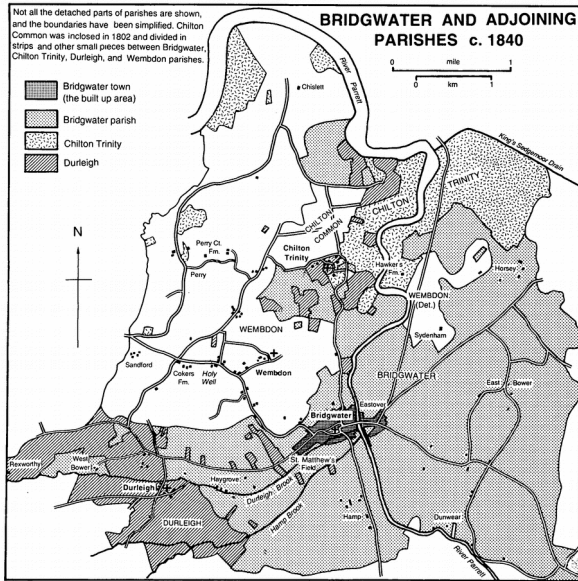 Not all the detached parts of parishes are shown,
and the boundaries have been simplified. Chilton
Common was inclosed in 1802 and divided in
strips and other small pieces between Bridgwater,
Chilton Trinity, Durleigh, and Wembdon parishes.
BRIDGWATER AND ADJOINING
PARISHES c. 1840
0 mile 1
0 km 1
Bridgwater town
(the built up area)
Bridgwater parish
Chilton Trinity
Durleigh
N
Chislett
River Parrett
King's Sedgemoor Drain
TRINITY
CHILTON
CHILTON
COMMON
Perry Ct.
Fm.
Perry
Chilton
Trinity
Hawker's
Fm.
Horsey
WEMBDON
(Det.)
WEMBDON
Sydenham
Sandford
Cokers
Fm.
Holy
Well
Wembdon
BRIDGWATER
East
Bower
Eastover
Bridgwater
Rexworthy
West
Bower
St. Matthew's
Field
Haygrove
Durleigh
Durleigh Brook
Hamp Brook
DURLEIGH
Hamp
Dunwear
River Parrett